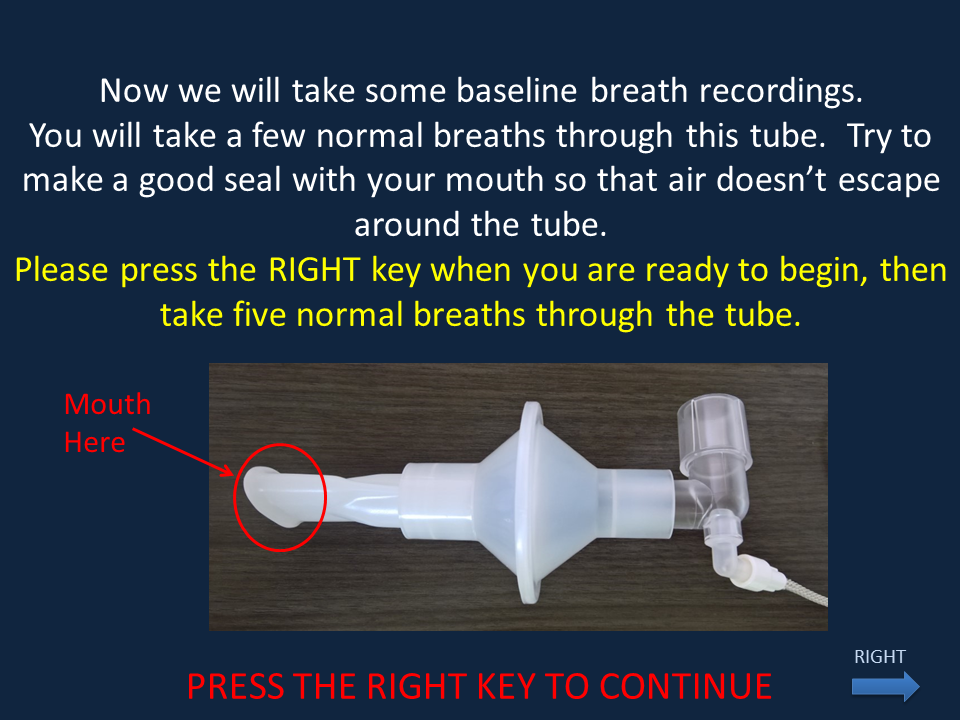 Now we will take some baseline breath recordings.
You will take a few normal breaths through this tube.  Try to
make a good seal with your mouth so that air doesn’t escape
around the tube.
Please press the RIGHT key when you are ready to begin, then
take five normal breaths through the tube.
Mouth
Here
RIGHT
PRESS THE RIGHT KEY TO CONTINUE